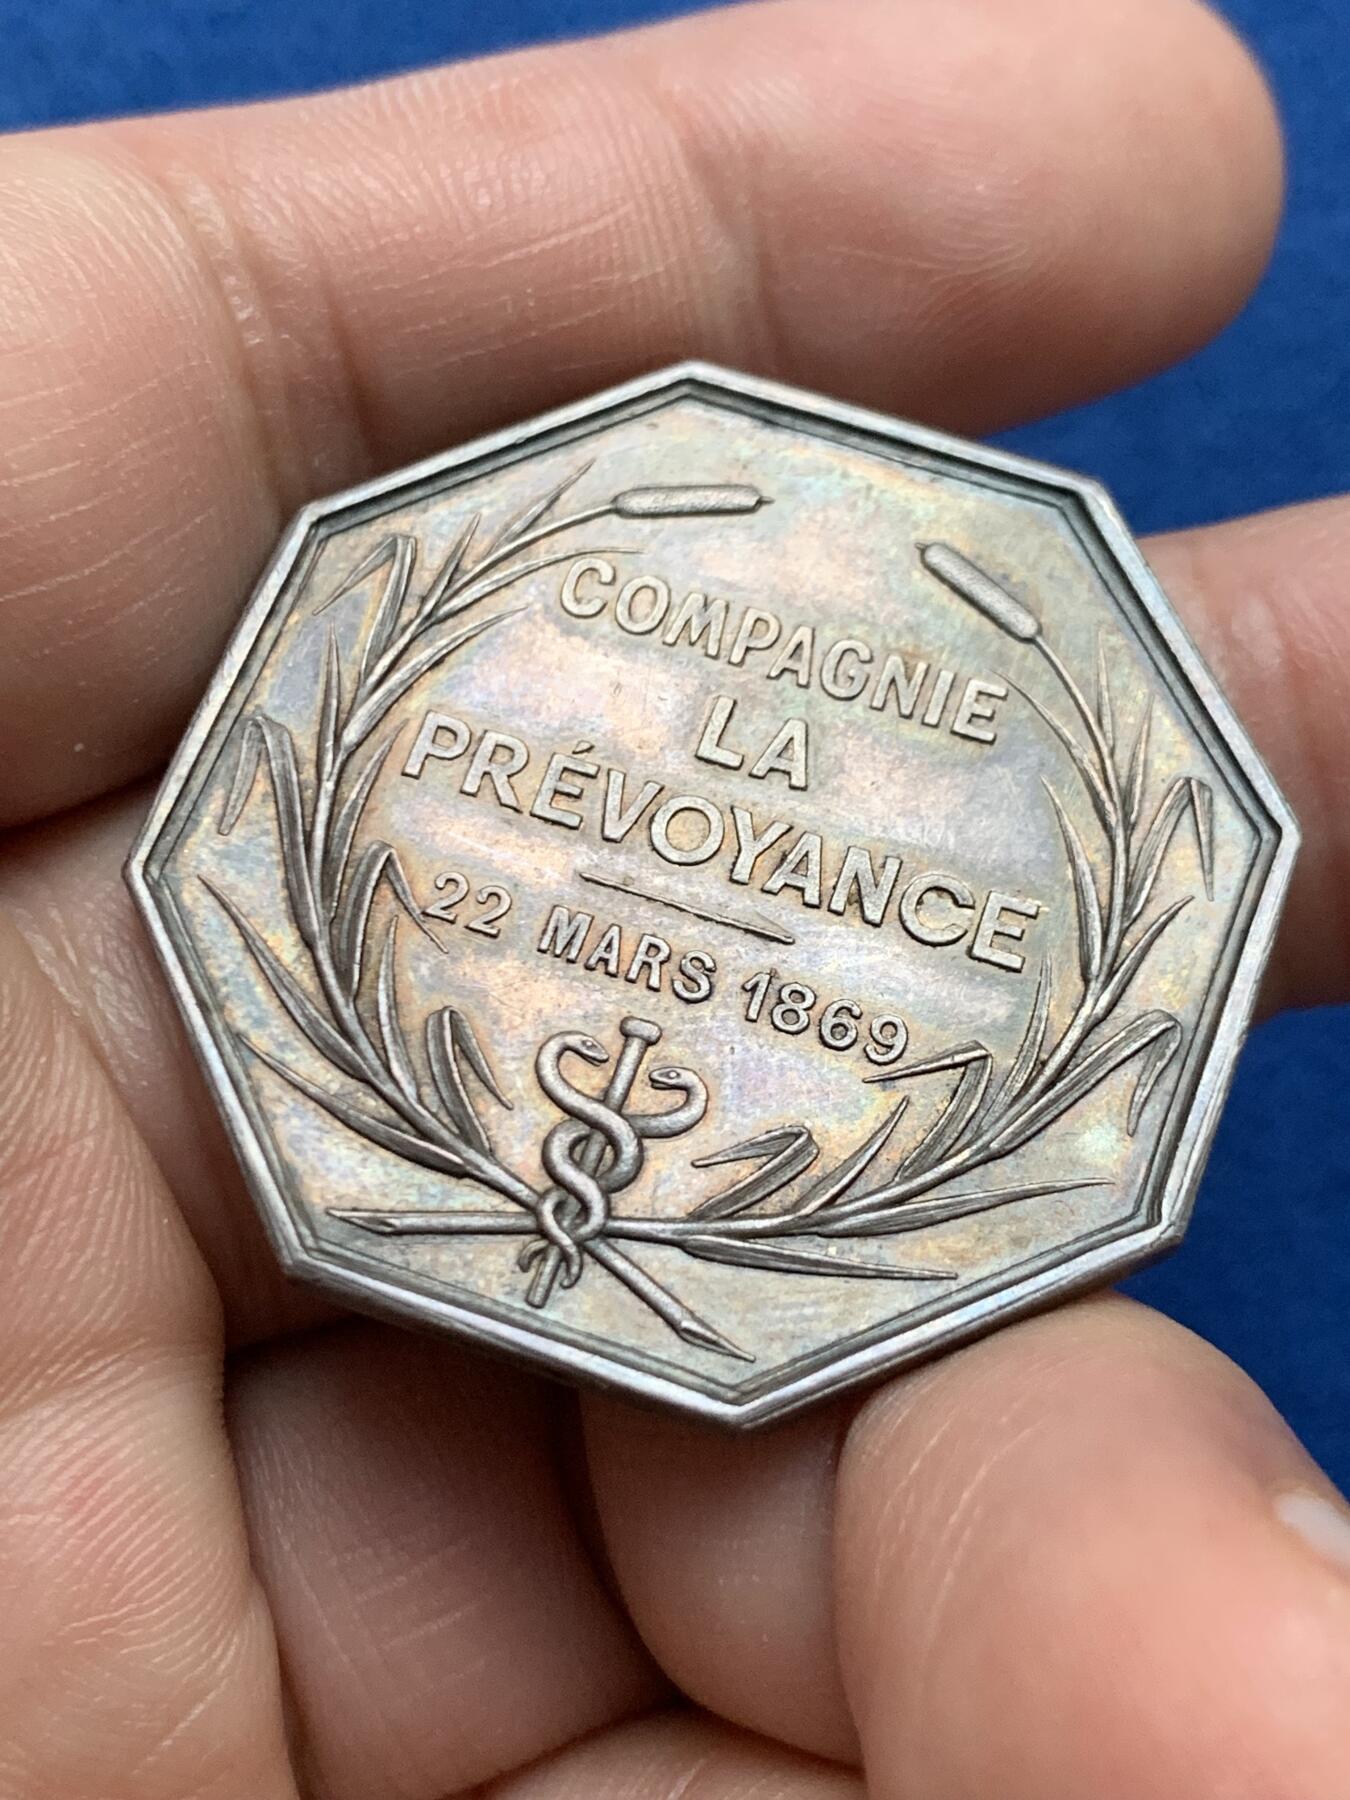 COMPAGNIE
LA
PRÉVOYANCE
22 MARS 1869